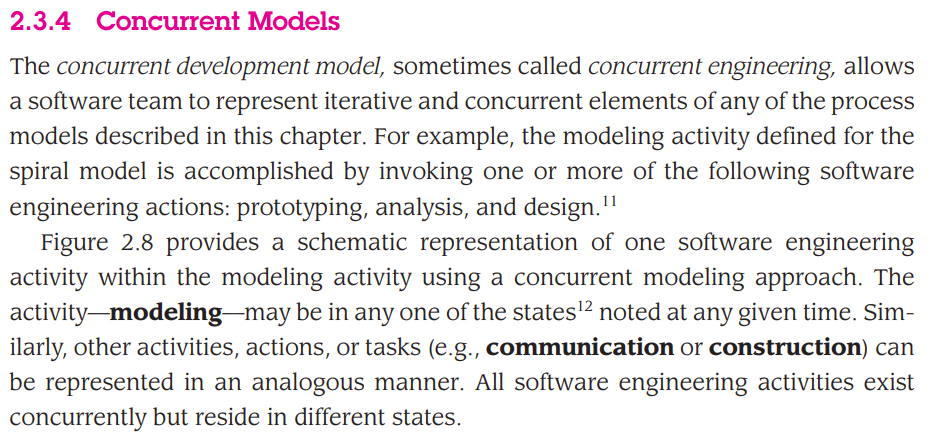 2.3.4 Concurrent Models
The concurrent development model, sometimes called concurrent engineering, allows
a software team to represent iterative and concurrent elements of any of the process
models described in this chapter. For example, the modeling activity defined for the
spiral model is accomplished by invoking one or more of the following software
engineering actions: prototyping, analysis, and design.11
Figure 2.8 provides a schematic representation of one software engineering
activity within the modeling activity using a concurrent modeling approach. The
activity—modeling—may be in any one of the states12 noted at any given time. Sim-
ilarly, other activities, actions, or tasks (e.g., communication or construction) can
be represented in an analogous manner. All software engineering activities exist
concurrently but reside in different states.